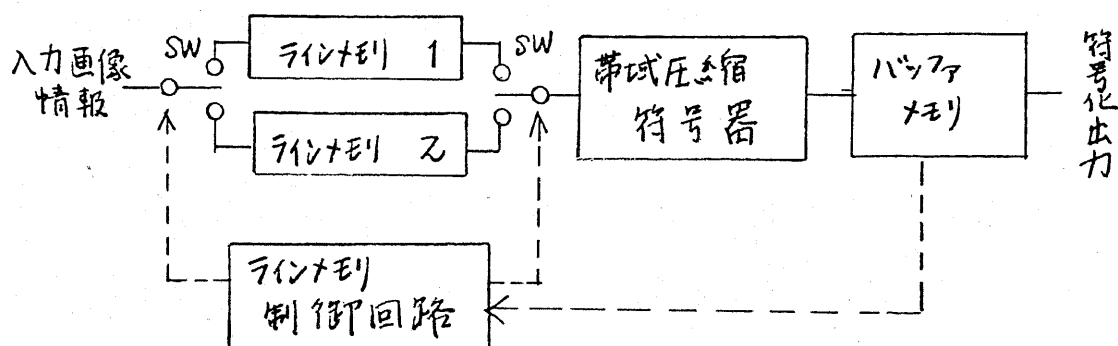 入力画像
情報
SW
ラインメモリ 1
SW
ラインメモリ 2
帯域圧縮
符号器
バッファ
メモリ
符号化出力
ラインメモリ
制御回路